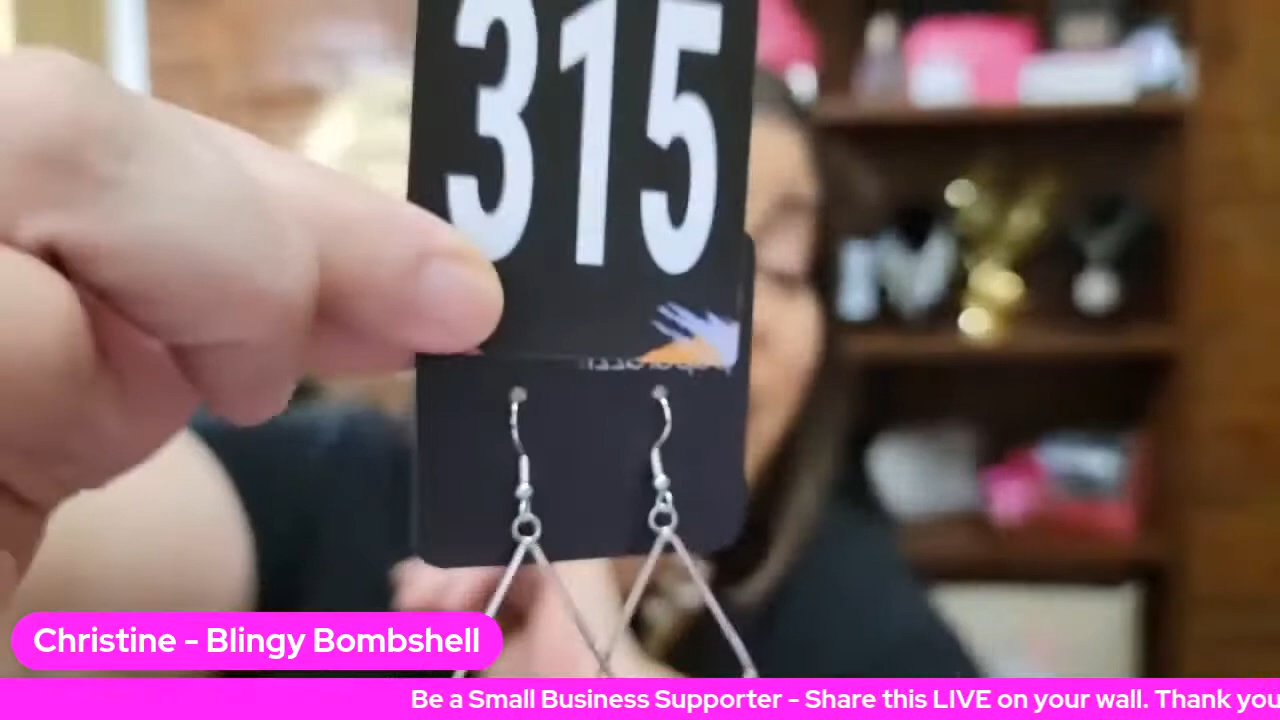 315
Christine - Blingy Bombshell
Be a Small Business Supporter - Share this LIVE on your wall. Thank you